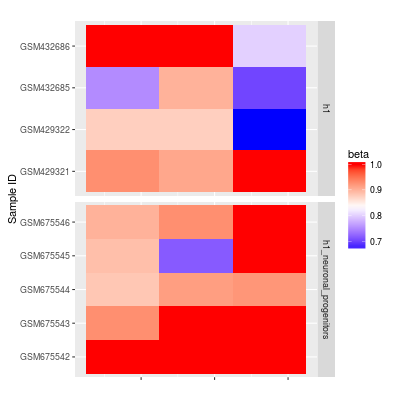 GSM432686
GSM432685
GSM429322
GSM429321
h1
GSM675546
GSM675545
GSM675544
GSM675543
GSM675542
h1_neuronal_progenitors
Sample ID
beta
1.0
0.9
0.8
0.7